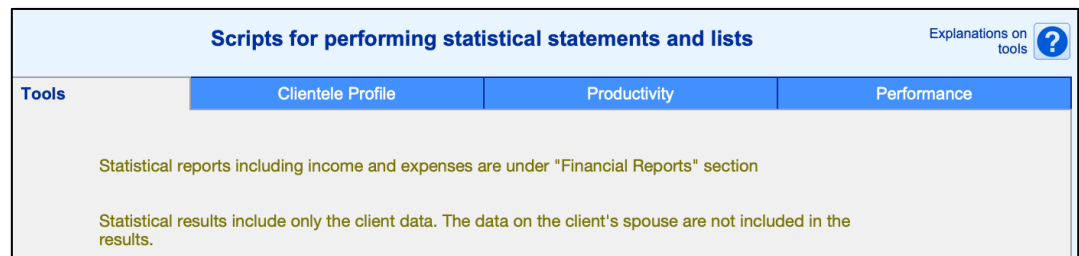 Scripts for performing statistical statements and lists
Explanations on
tools
?
Tools
Clientele Profile
Productivity
Performance
Statistical reports including income and expenses are under "Financial Reports" section
Statistical results include only the client data. The data on the client's spouse are not included in the
results.